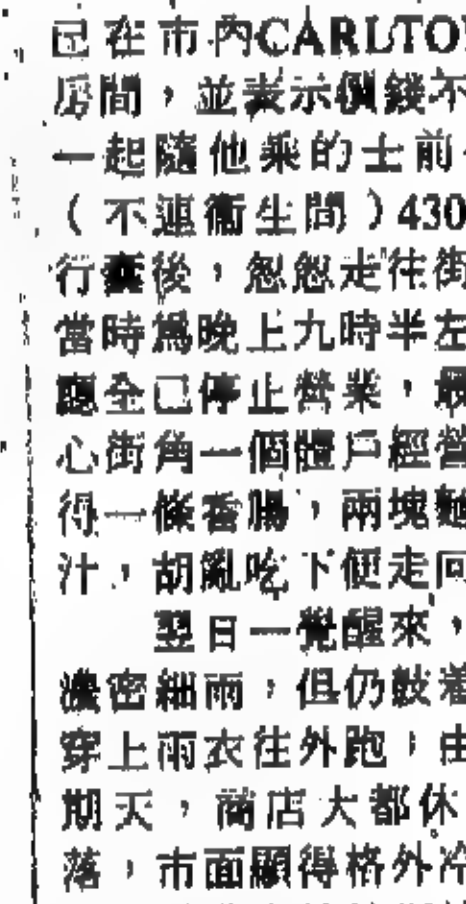 已在市內CARLTO
房間，並表示價錢不
一起隨他乘的士前
（不連衞生間）430
行囊後，怱怱走往街
當時爲晚上九時半左
廳全已停止營業，最
心街角一個體戶經營
得一條香腸，兩塊麵
汁，胡亂吃下便走回
翌日一覺醒來，
濃密細雨，但仍鼓着
穿上雨衣往外跑，由
期天，商店大都休
落，市面顯得格外冷